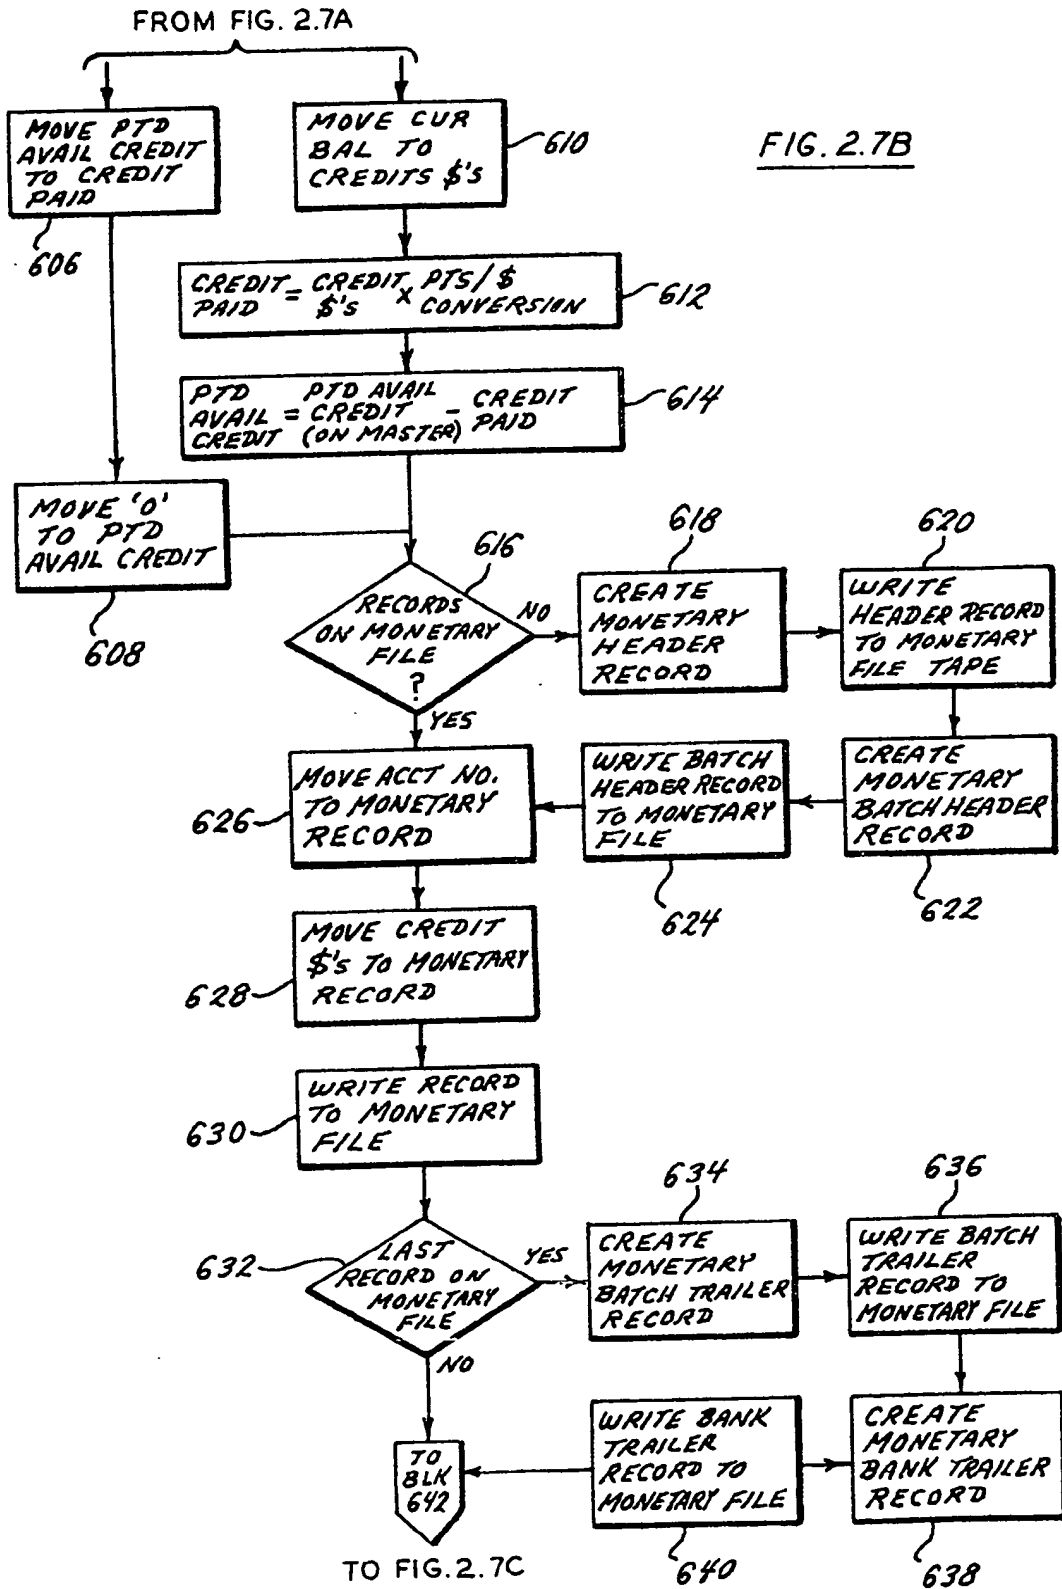 FROM FIG. 2.7A
MOVE PTD
AVAIL CREDIT
TO CREDIT
PAID
606
MOVE CUR
BAL TO
CREDITS $'S
610
FIG. 2.7B
CREDIT = CREDIT x PTS/$
PAID $'S CONVERSION
612
PTD PTD AVAIL
AVAIL = CREDIT - CREDIT
CREDIT (ON MASTER) PAID
614
MOVE '0'
TO PTD
AVAIL CREDIT
608
RECORDS
ON MONETARY
FILE
?
616
NO
YES
CREATE
MONETARY
HEADER
RECORD
618
WRITE
HEADER RECORD
TO MONETARY
FILE TAPE
620
CREATE
MONETARY
BATCH HEADER
RECORD
622
WRITE BATCH
HEADER RECORD
TO MONETARY
FILE
624
MOVE ACCT NO.
TO MONETARY
RECORD
626
MOVE CREDIT
$'S TO MONETARY
RECORD
628
WRITE RECORD
TO MONETARY
FILE
630
LAST
RECORD ON
MONETARY
FILE
632
YES
NO
CREATE
MONETARY
BATCH TRAILER
RECORD
634
WRITE BATCH
TRAILER
RECORD TO
MONETARY FILE
636
CREATE
MONETARY
BANK TRAILER
RECORD
638
WRITE BANK
TRAILER
RECORD TO
MONETARY FILE
640
TO
BLK
642
TO FIG. 2.7C